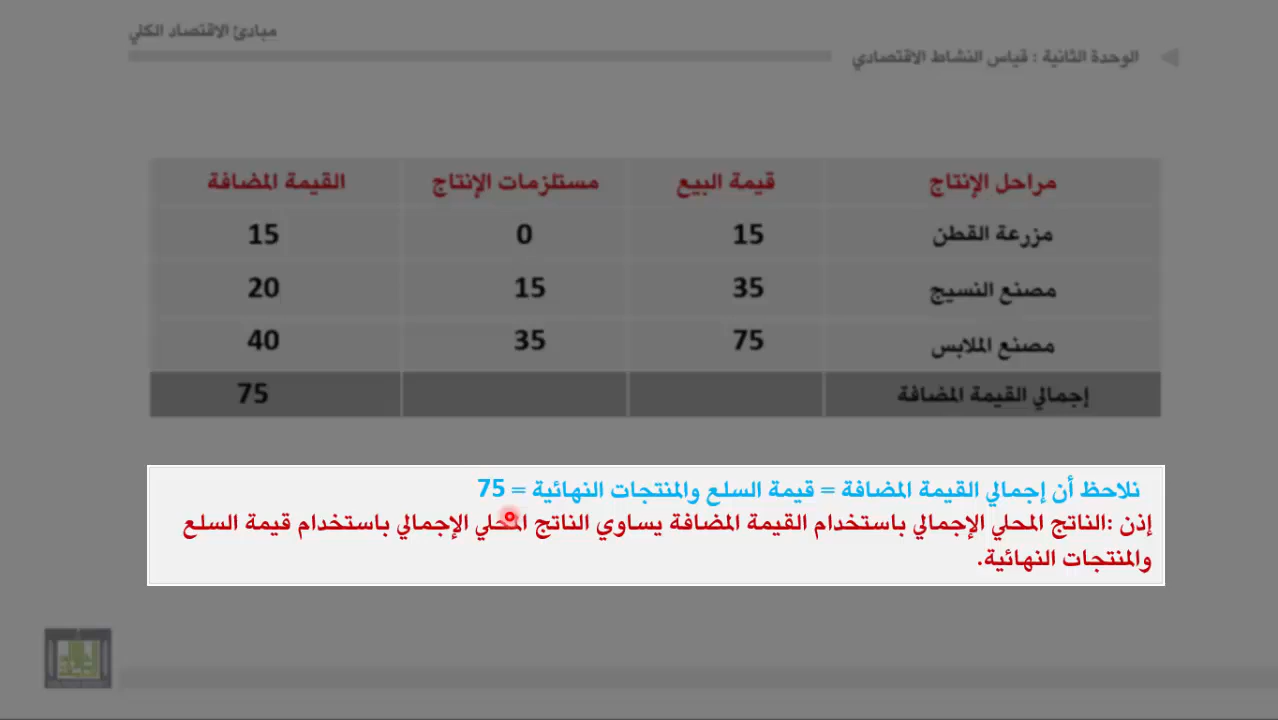 مبادئ الاقتصاد الكلي
الوحدة الثانية : قياس النشاط الاقتصادي
مراحل الإنتاج قيمة البيع مستلزمات الإنتاج القيمة المضافة
مزرعة القطن 15 0 15
مصنع النسيج 35 15 20
مصنع الملابس 75 35 40
إجمالي القيمة المضافة 75
نلاحظ أن إجمالي القيمة المضافة = قيمة السلع والمنتجات النهائية = 75
إذن :الناتج المحلي الإجمالي باستخدام القيمة المضافة يساوي الناتج المحلي الإجمالي باستخدام قيمة السلع
والمنتجات النهائية.